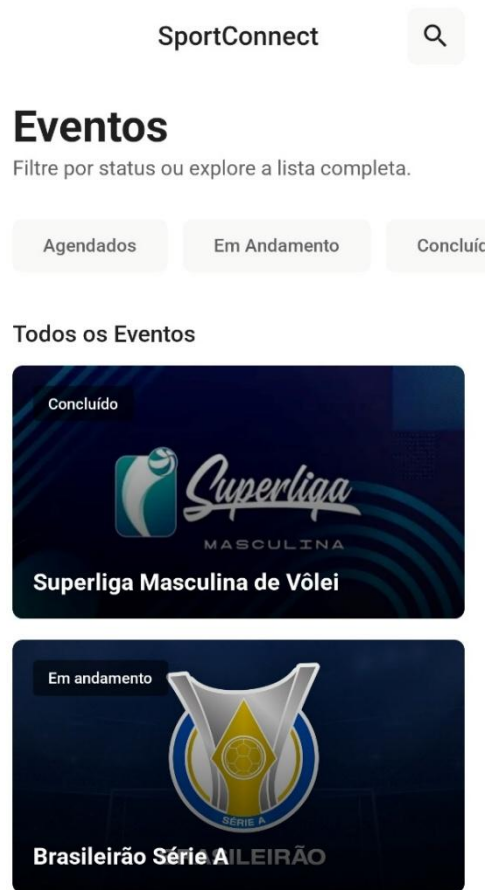 SportConnect
Eventos
Filtre por status ou explore a lista completa.
Agendados Em Andamento Concluíd
Todos os Eventos
Concluído
Superliga
MASCULINA
Superliga Masculina de Vôlei
Em andamento
SÉRIE A
Brasileirão Série A
BRASILEIRÃO